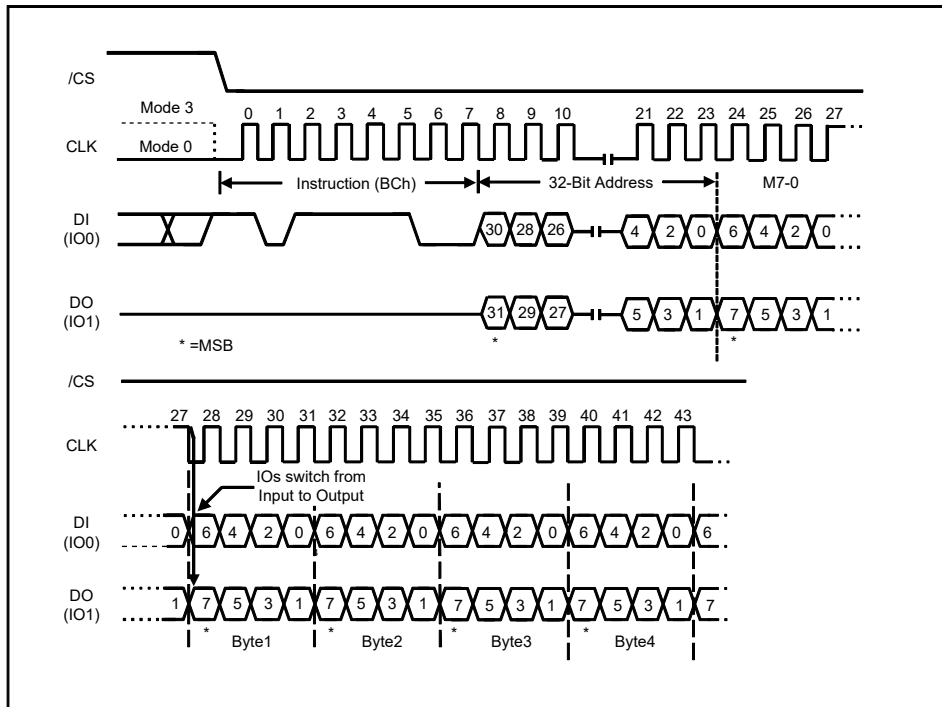 /CS
Mode 3
0 1 2 3 4 5 6 7 8 9 10 21 22 23 24 25 26 27
CLK
Mode 0
Instruction (BCh) 32-Bit Address M7-0
DI
(IO0)
30 28 26 4 2 0 6 4 2 0
DO
(IO1)
31 29 27 5 3 1 7 5 3 1
* *
* =MSB
/CS
27 28 29 30 31 32 33 34 35 36 37 38 39 40 41 42 43
CLK
IOs switch from
Input to Output
DI
(IO0)
0 6 4 2 0 6 4 2 0 6 4 2 0 6 4 2 0 6
DO
(IO1)
1 7 5 3 1 7 5 3 1 7 5 3 1 7 5 3 1 7
* * * *
Byte1 Byte2 Byte3 Byte4